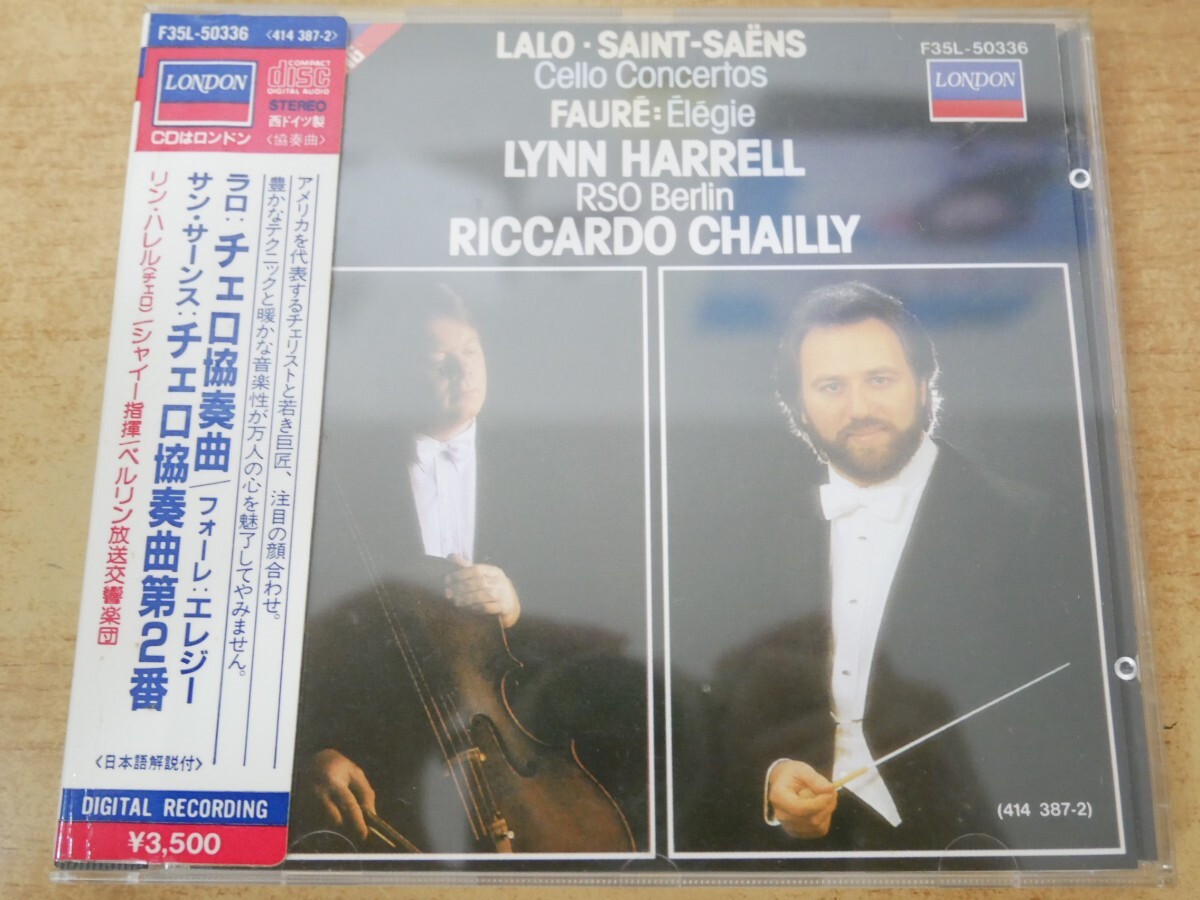 F35L-50336 〈414 387-2〉
LONDON
COMPACT
disc
DIGITAL AUDIO
STEREO
西ドイツ製
CDはロンドン
〈協奏曲〉
アメリカを代表するチェリストと若き巨匠、注目の顔合わせ。
豊かなテクニックと暖かな音楽性が万人の心を魅了してやみません。
ラロ:チェロ協奏曲/フォーレ:エレジー
サン・サーンス:チェロ協奏曲第2番
リン・ハレル〈チェロ〉/シャイー指揮/ベルリン放送交響楽団
〈日本語解説付〉
DIGITAL RECORDING
¥3,500
LALO · SAINT-SAËNS
Cello Concertos
FAURÉ: Élégie
LYNN HARRELL
RSO Berlin
RICCARDO CHAILLY
F35L-50336
LONDON
(414 387-2)